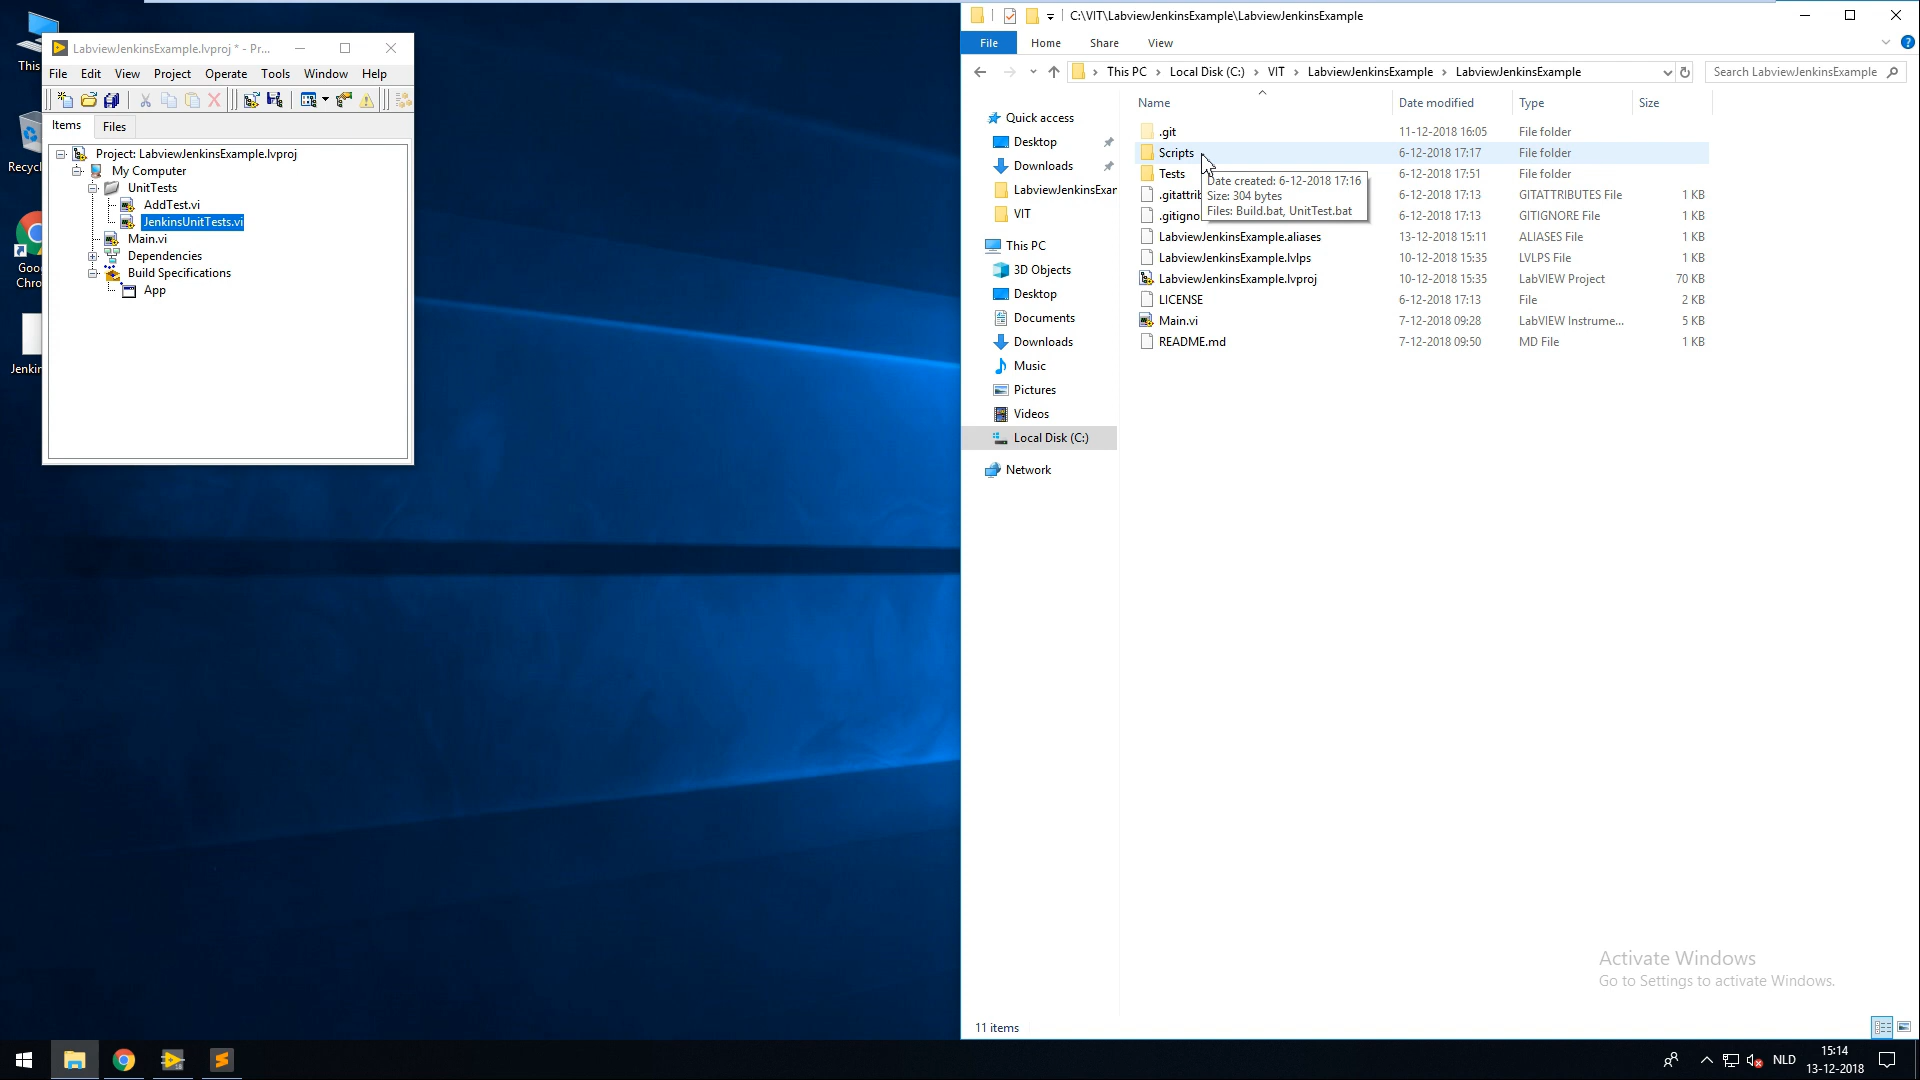 This
Recycl
Goo
Chro
Jenkin
LabviewJenkinsExample.lvproj * - Pr...
File Edit View Project Operate Tools Window Help
Items Files
Project: LabviewJenkinsExample.lvproj
My Computer
UnitTests
AddTest.vi
JenkinsUnitTests.vi
Main.vi
Dependencies
Build Specifications
App
C:\VIT\LabviewJenkinsExample\LabviewJenkinsExample
File Home Share View
This PC Local Disk (C:) VIT LabviewJenkinsExample LabviewJenkinsExample
Search LabviewJenkinsExample
Quick access
Desktop
Downloads
LabviewJenkinsExar
VIT
This PC
3D Objects
Desktop
Documents
Downloads
Music
Pictures
Videos
Local Disk (C:)
Network
Name Date modified Type Size
.git 11-12-2018 16:05 File folder
Scripts 6-12-2018 17:17 File folder
Tests 6-12-2018 17:51 File folder
.gitattrib 6-12-2018 17:13 GITATTRIBUTES File 1 KB
.gitigno 6-12-2018 17:13 GITIGNORE File 1 KB
LabviewJenkinsExample.aliases 13-12-2018 15:11 ALIASES File 1 KB
LabviewJenkinsExample.lvlps 10-12-2018 15:35 LVLPS File 1 KB
LabviewJenkinsExample.lvproj 10-12-2018 15:35 LabVIEW Project 70 KB
LICENSE 6-12-2018 17:13 File 2 KB
Main.vi 7-12-2018 09:28 LabVIEW Instrume... 5 KB
README.md 7-12-2018 09:50 MD File 1 KB
Date created: 6-12-2018 17:16
Size: 304 bytes
Files: Build.bat, UnitTest.bat
Activate Windows
Go to Settings to activate Windows.
11 items
NLD
15:14
13-12-2018